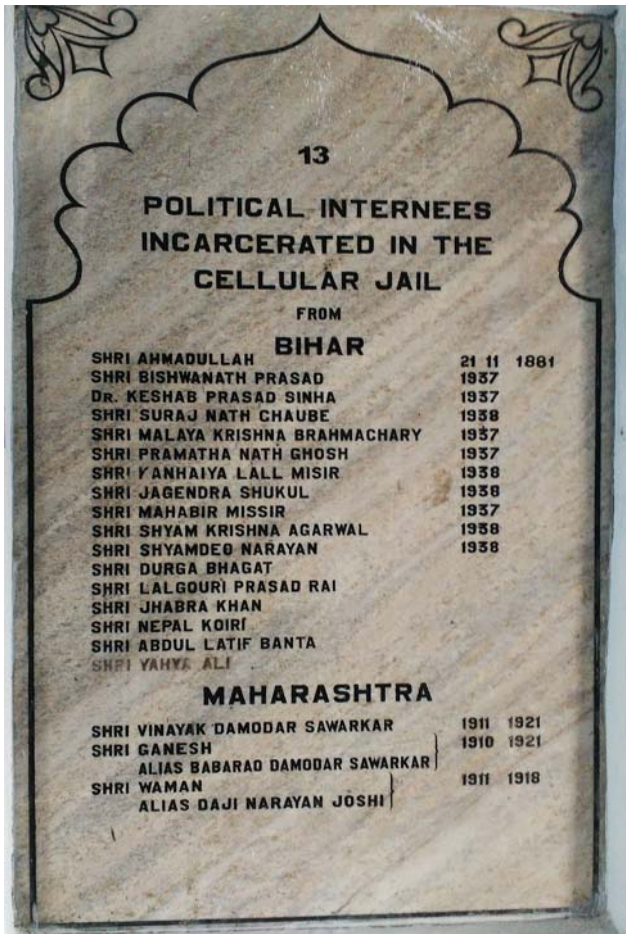 13
POLITICAL INTERNEES
INCARCERATED IN THE
CELLULAR JAIL
FROM
BIHAR
SHRI AHMADULLAH 21 11 1881
SHRI BISHWANATH PRASAD 1937
DR. KESHAB PRASAD SINHA 1937
SHRI SURAJ NATH CHAUBE 1938
SHRI MALAYA KRISHNA BRAHMACHARY 1937
SHRI PRAMATHA NATH GHOSH 1937
SHRI KANHAIYA LALL MISIR 1938
SHRI JAGENDRA SHUKUL 1938
SHRI MAHABIR MISSIR 1937
SHRI SHYAM KRISHNA AGARWAL 1938
SHRI SHYAMDEO NARAYAN 1938
SHRI DURGA BHAGAT
SHRI LALGOURI PRASAD RAI
SHRI JHABRA KHAN
SHRI NEPAL KOIRI
SHRI ABDUL LATIF BANTA
SHRI YAHYA ALI
MAHARASHTRA
SHRI VINAYAK DAMODAR SAWARKAR 1911 1921
SHRI GANESH 1910 1921
ALIAS BABARAO DAMODAR SAWARKAR
SHRI WAMAN 1911 1918
ALIAS DAJI NARAYAN JOSHI